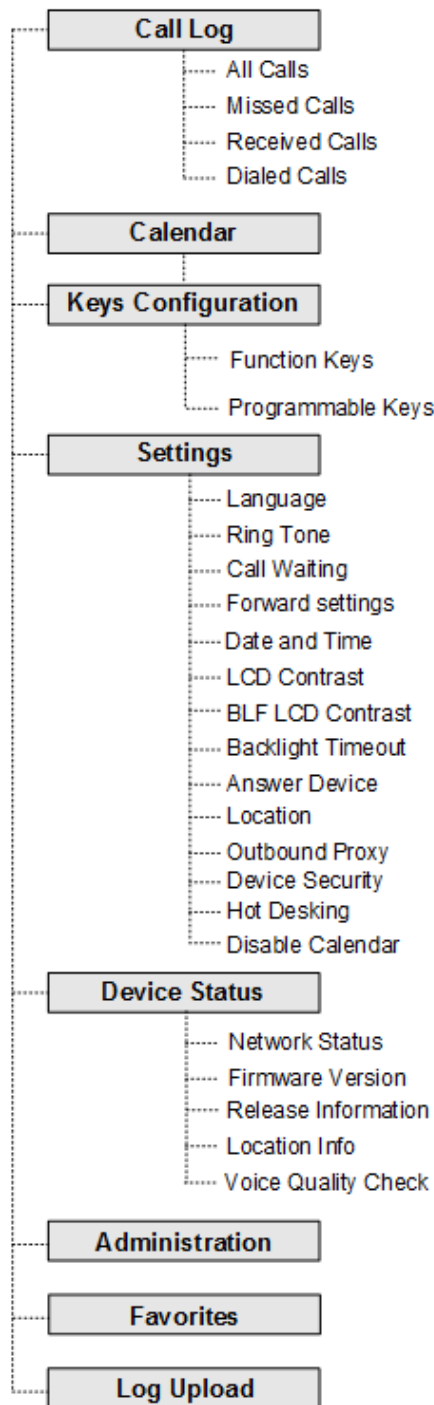 Call Log
All Calls
Missed Calls
Received Calls
Dialed Calls
Calendar
Keys Configuration
Function Keys
Programmable Keys
Settings
Language
Ring Tone
Call Waiting
Forward settings
Date and Time
LCD Contrast
BLF LCD Contrast
Backlight Timeout
Answer Device
Location
Outbound Proxy
Device Security
Hot Desking
Disable Calendar
Device Status
Network Status
Firmware Version
Release Information
Location Info
Voice Quality Check
Administration
Favorites
Log Upload